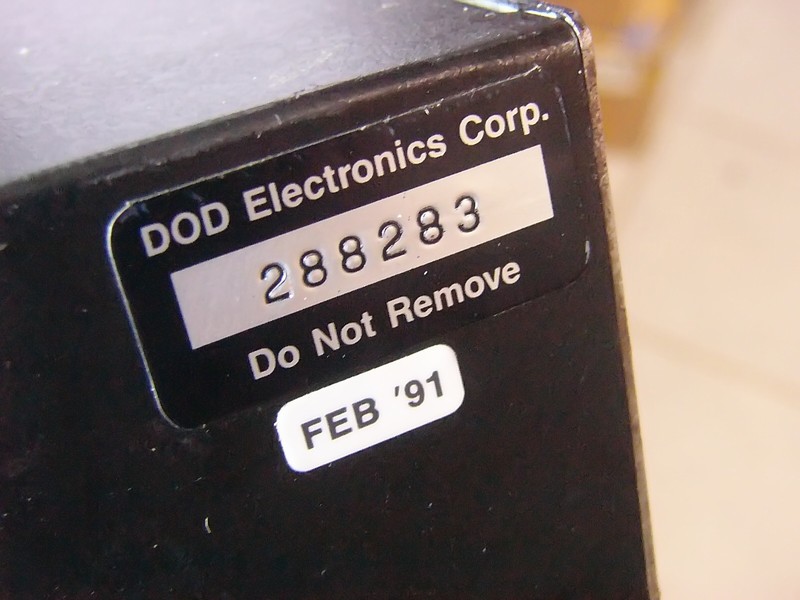 DOD Electronics Corp.
288283
Do Not Remove
FEB '91